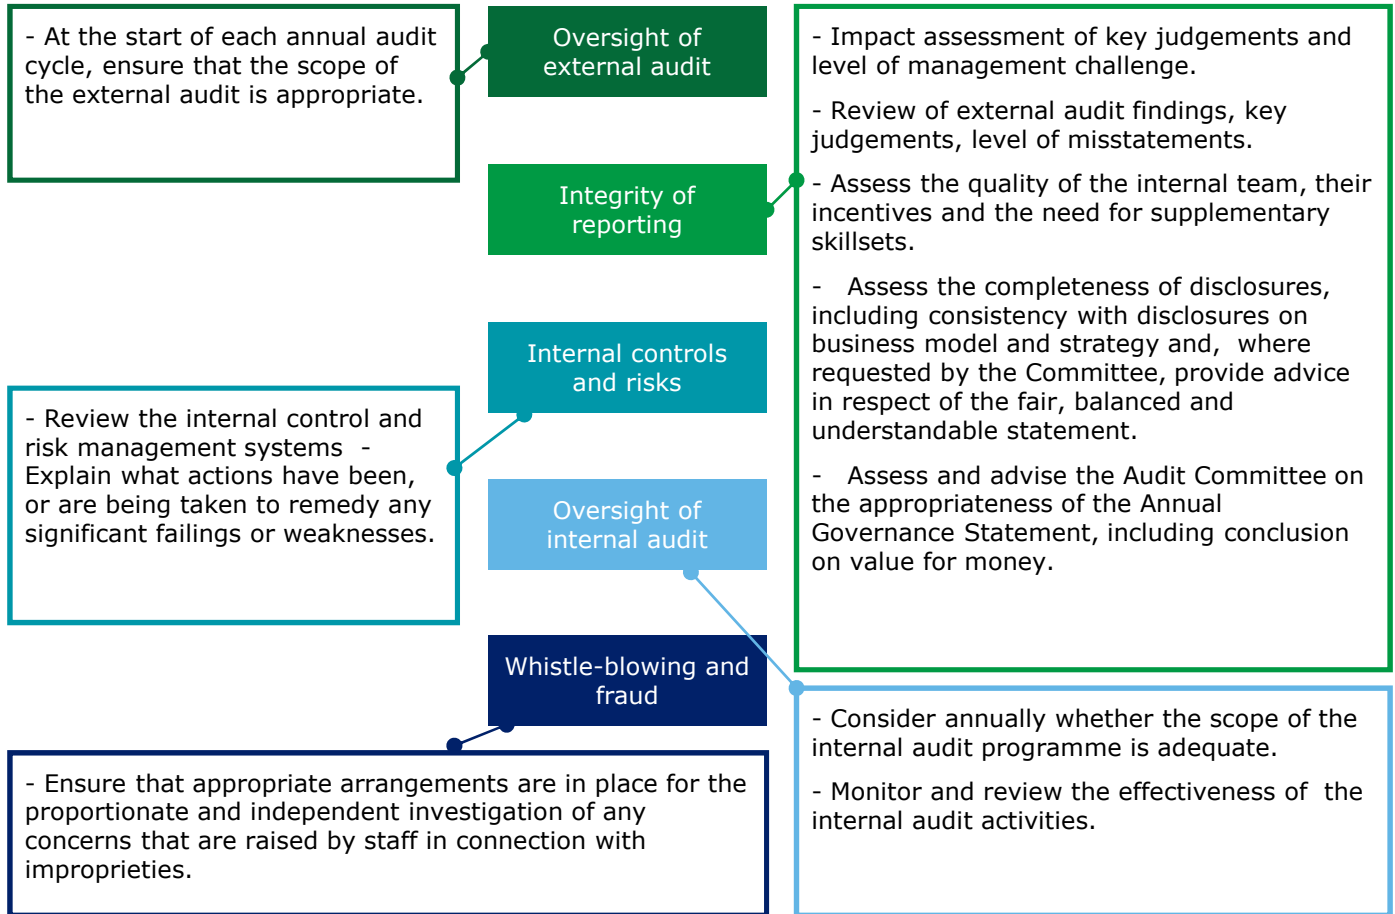 - At the start of each annual audit
cycle, ensure that the scope of
the external audit is appropriate.
Oversight of
external audit
Integrity of
reporting
- Impact assessment of key judgements and
level of management challenge.
- Review of external audit findings, key
judgements, level of misstatements.
- Assess the quality of the internal team, their
incentives and the need for supplementary
skillsets.
-   Assess the completeness of disclosures,
including consistency with disclosures on
business model and strategy and,  where
requested by the Committee, provide advice
in respect of the fair, balanced and
understandable statement.
-   Assess and advise the Audit Committee on
the appropriateness of the Annual
Governance Statement, including conclusion
on value for money.
Internal controls
and risks
- Review the internal control and
risk management systems  -
Explain what actions have been,
or are being taken to remedy any
significant failings or weaknesses.
Oversight of
internal audit
- Consider annually whether the scope of the
internal audit programme is adequate.
- Monitor and review the effectiveness of  the
internal audit activities.
Whistle-blowing and
fraud
- Ensure that appropriate arrangements are in place for the
proportionate and independent investigation of any
concerns that are raised by staff in connection with
improprieties.